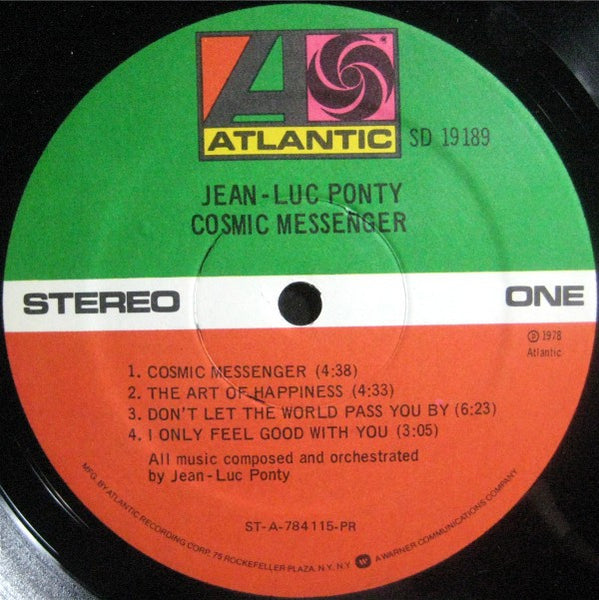 ATLANTIC SD 19189
JEAN-LUC PONTY
COSMIC MESSENGER
STEREO ONE
℗ 1978
Atlantic
1. COSMIC MESSENGER (4:38)
2. THE ART OF HAPPINESS (4:33)
3. DON'T LET THE WORLD PASS YOU BY (6:23)
4. I ONLY FEEL GOOD WITH YOU (3:05)
All music composed and orchestrated
by Jean-Luc Ponty
ST-A-784115-PR
MFG. BY ATLANTIC RECORDING CORP. 75 ROCKEFELLER PLAZA, N.Y., N.Y. A WARNER COMMUNICATIONS COMPANY